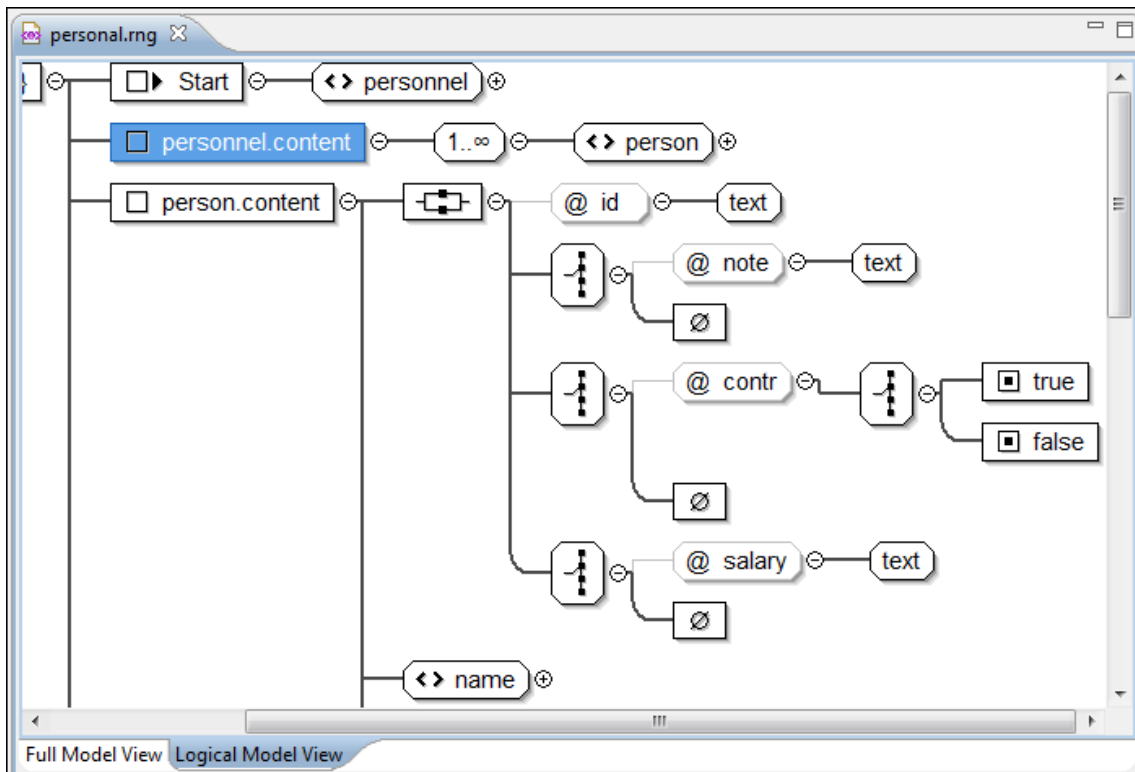 personal.rng
} Start <> personnel
personnel.content 1..∞ <> person
person.content @ id text
@ note text
∅
@ contr true
false
∅
@ salary text
∅
<> name
Full Model View Logical Model View